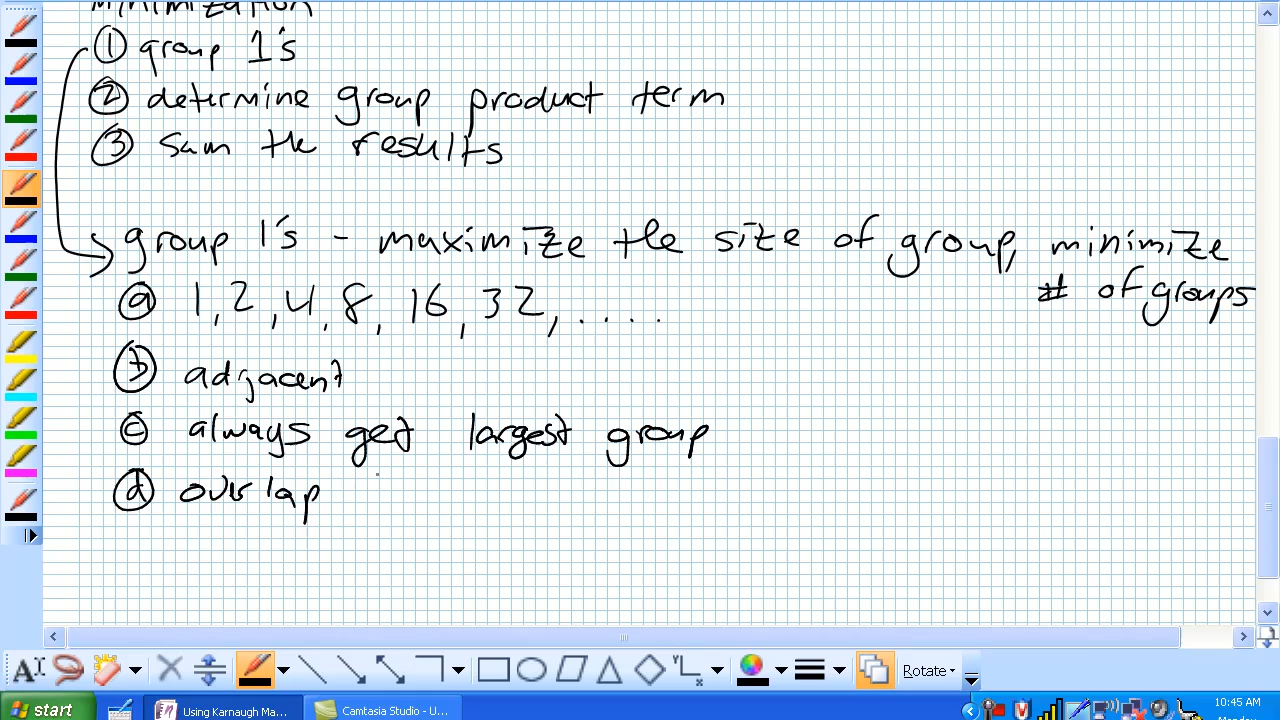 minimization
① group 1's
② determine group product term
③ sum the results
group 1's - maximize the size of group, minimize
# of groups
ⓐ 1, 2, 4, 8, 16, 32, ....
ⓑ adjacent
ⓒ always get largest group
ⓓ overlap
Rotate
start
Using Karnaugh Ma...
Camtasia Studio - U...
10:45 AM
Monday